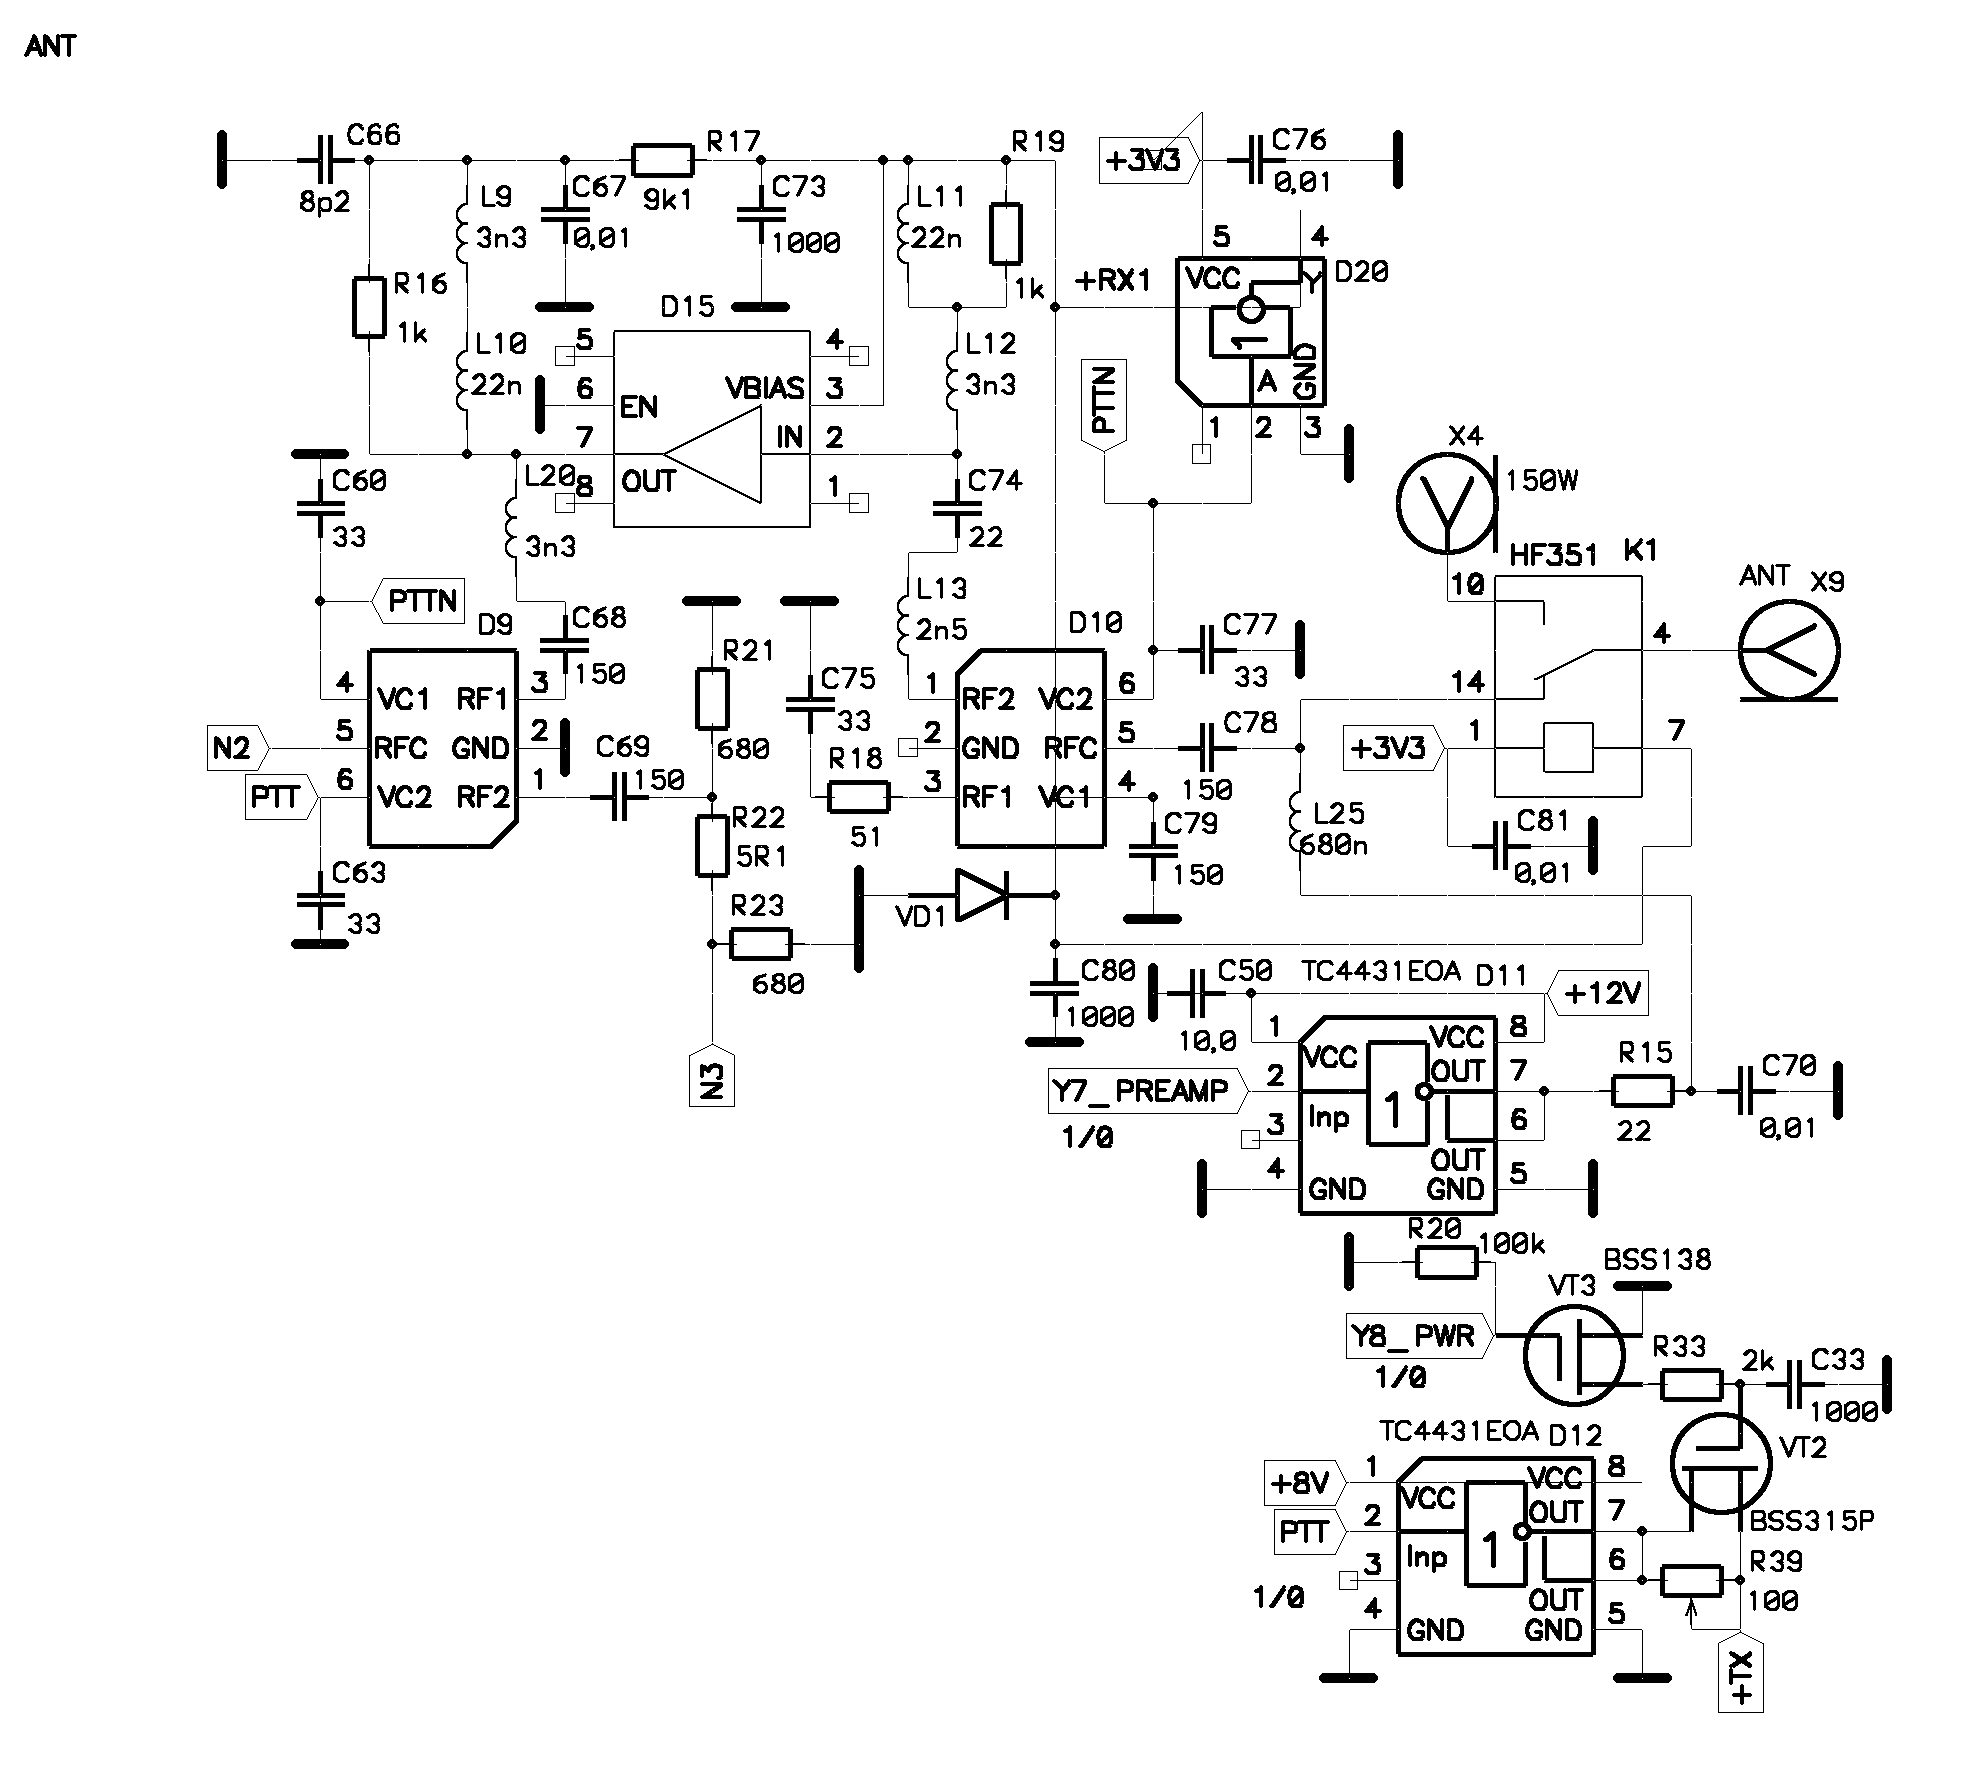 ANT
C66
8p2
L9
3n3
C67
0,01
R17
9k1
C73
1000
L11
22n
R19
1k
+3V3
C76
0,01
R16
1k
L10
22n
D15
5
6
7
8
EN
OUT
VBIAS
IN
4
3
2
1
L12
3n3
+RX1
5
4
VCC
Y
D20
1
A
GND
1
2
3
PTTN
C60
33
L20
3n3
C74
22
X4
150W
PTTN
D9
C68
150
R21
680
C75
33
L13
2n5
D10
C77
33
HF351
K1
10
14
1
4
7
ANT
X9
N2
PTT
4
5
6
VC1
RFC
VC2
RF1
GND
RF2
3
2
1
C69
150
R18
51
1
2
3
RF2
GND
RF1
VC2
RFC
VC1
6
5
4
C78
150
+3V3
C63
33
R22
5R1
R23
680
VD1
C79
150
L25
680n
C81
0,01
N3
C80
1000
C50
10,0
TC4431EOA
D11
+12V
1
2
3
4
VCC
Inp
GND
1
VCC
OUT
OUT
GND
8
7
6
5
Y7_PREAMP
1/0
R15
22
C70
0,01
R20
100k
VT3
BSS138
Y8_PWR
1/0
R33
2k
C33
1000
TC4431EOA
D12
VT2
BSS315P
+8V
PTT
1/0
1
2
3
4
VCC
Inp
GND
1
VCC
OUT
OUT
GND
8
7
6
5
R39
100
+TX